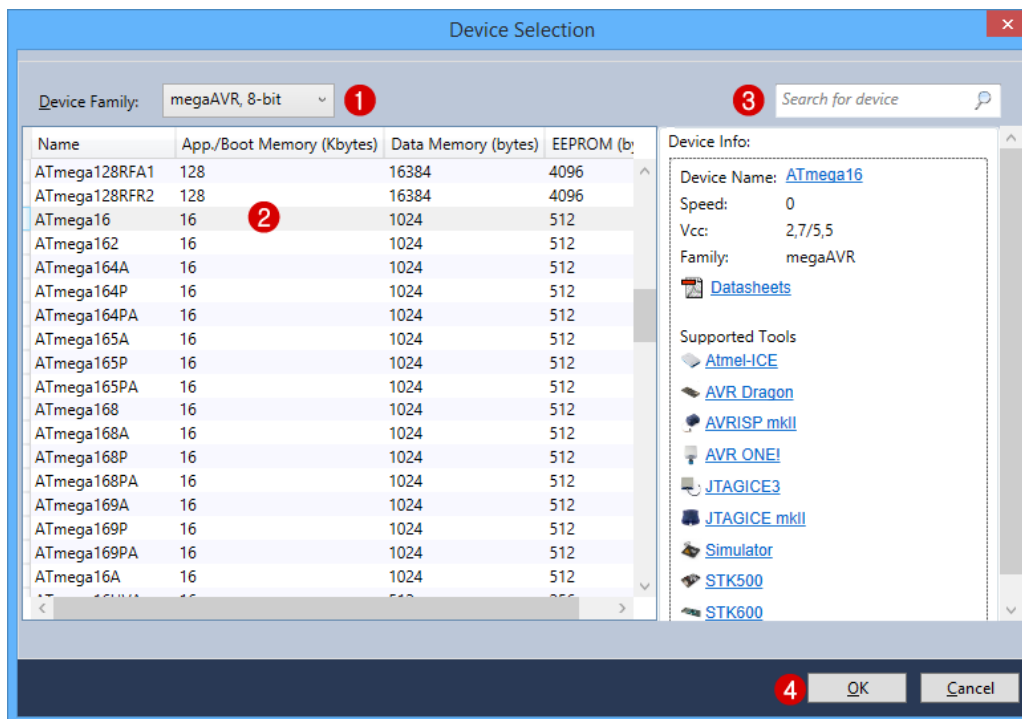 Device Selection
Device Family: megaAVR, 8-bit 1 3 Search for device
Name App./Boot Memory (Kbytes) Data Memory (bytes) EEPROM (by
ATmega128RFA1 128 16384 4096
ATmega128RFR2 128 16384 4096
ATmega16 16 2 1024 512
ATmega162 16 1024 512
ATmega164A 16 1024 512
ATmega164P 16 1024 512
ATmega164PA 16 1024 512
ATmega165A 16 1024 512
ATmega165P 16 1024 512
ATmega165PA 16 1024 512
ATmega168 16 1024 512
ATmega168A 16 1024 512
ATmega168P 16 1024 512
ATmega168PA 16 1024 512
ATmega169A 16 1024 512
ATmega169P 16 1024 512
ATmega169PA 16 1024 512
ATmega16A 16 1024 512
Device Info:
Device Name: ATmega16
Speed: 0
Vcc: 2,7/5,5
Family: megaAVR
Datasheets
Supported Tools
Atmel-ICE
AVR Dragon
AVRISP mkII
AVR ONE!
JTAGICE3
JTAGICE mkII
Simulator
STK500
STK600
4 OK Cancel